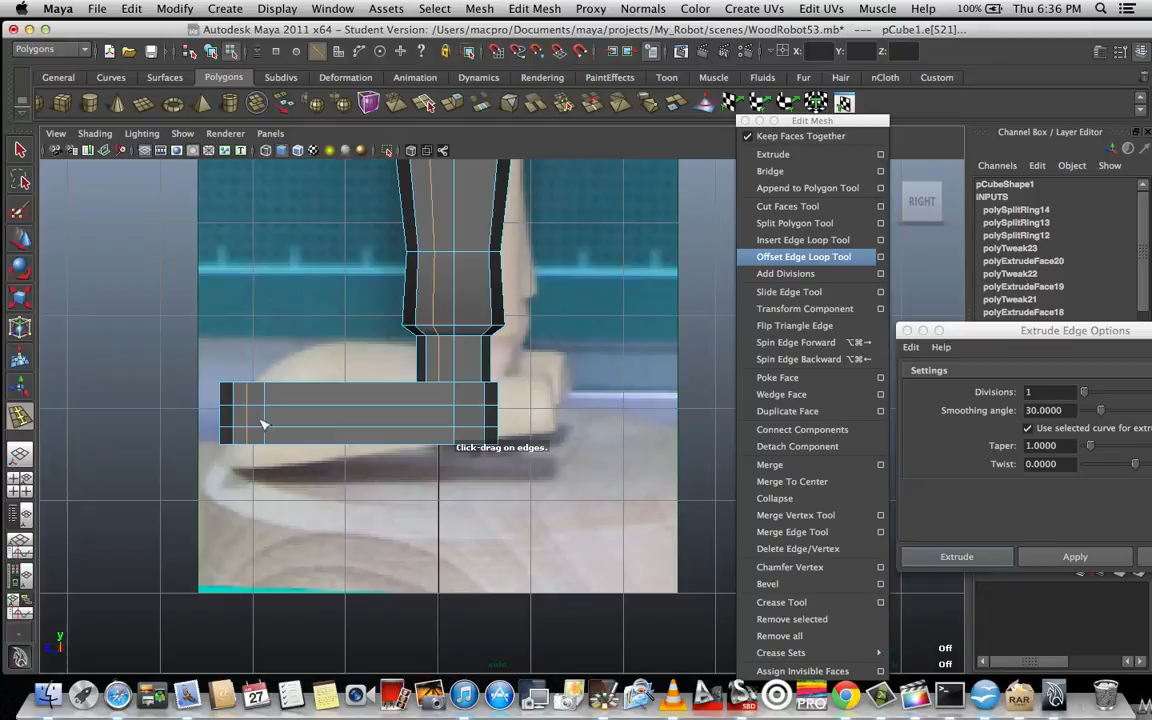 Maya File Edit Modify Create Display Window Assets Select Mesh Edit Mesh Proxy Normals Color Create UVs Edit UVs Muscle Help 100% Thu 6:36 PM
Autodesk Maya 2011 x64 - Student Version: /Users/macpro/Documents/maya/projects/My_Robot/scenes/WoodRobot53.mb* --- pCube1.e[521]...
Polygons X: Y: Z:
General Curves Surfaces Polygons Subdivs Deformation Animation Dynamics Rendering PaintEffects Toon Muscle Fluids Fur Hair nCloth Custom
Edit Mesh
View Shading Lighting Show Renderer Panels
Channel Box / Layer Editor
Channels Edit Object Show
Keep Faces Together
Extrude
Bridge
Append to Polygon Tool
Cut Faces Tool
Split Polygon Tool
Insert Edge Loop Tool
Offset Edge Loop Tool
Add Divisions
Slide Edge Tool
Transform Component
Flip Triangle Edge
Spin Edge Forward ⌥⌘→
Spin Edge Backward ⌥⌘←
Poke Face
Wedge Face
Duplicate Face
Connect Components
Detach Component
Merge
Merge To Center
Collapse
Merge Vertex Tool
Merge Edge Tool
Delete Edge/Vertex
Chamfer Vertex
Bevel
Crease Tool
Remove selected
Remove all
Crease Sets
Assign Invisible Faces
RIGHT
pCubeShape1
INPUTS
polySplitRing14
polySplitRing13
polySplitRing12
polyTweak23
polyExtrudeFace20
polyTweak22
polyExtrudeFace19
polyTweak21
polyExtrudeFace18
Extrude Edge Options
Edit Help
Settings
Divisions: 1
Smoothing angle: 30.0000
Use selected curve for extr
Taper: 1.0000
Twist: 0.0000
Extrude Apply
Click-drag on edges.
y
side
Off
Off
27
PRO
SBD
RAR